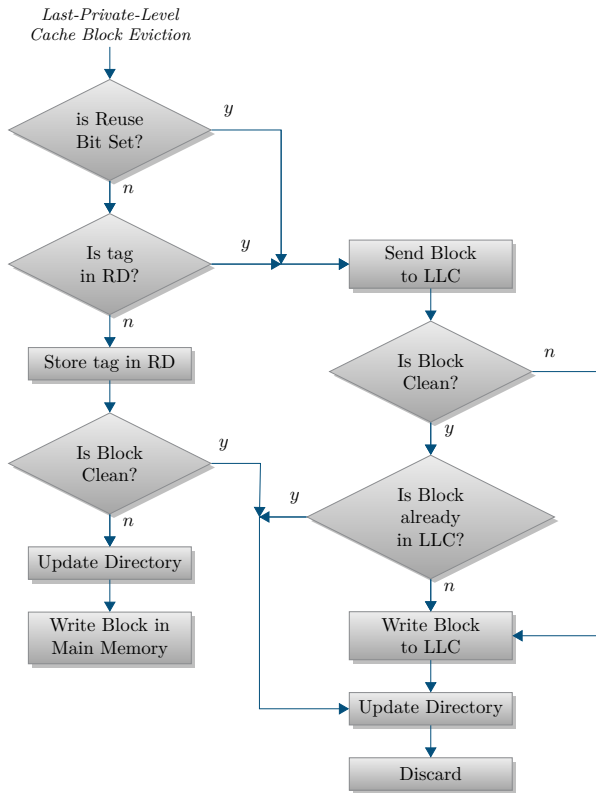 Last-Private-Level
Cache Block Eviction
is Reuse
Bit Set?
y
n
Is tag
in RD?
y
n
Send Block
to LLC
Store tag in RD
Is Block
Clean?
n
y
Is Block
Clean?
y
n
Is Block
already
in LLC?
y
n
Update Directory
Write Block in
Main Memory
Write Block
to LLC
Update Directory
Discard